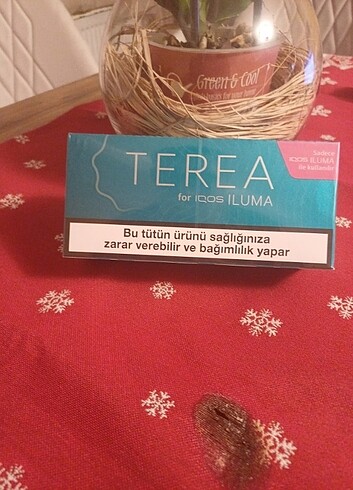 Green & Cool
TEREA
for IQOS ILUMA
Sadece
IQOS ILUMA
ile kullanılır
Bu tütün ürünü sağlığınıza
zarar verebilir ve bağımlılık yapar